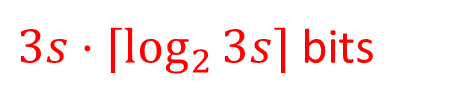 3s · ⌈log₂ 3s⌉ bits